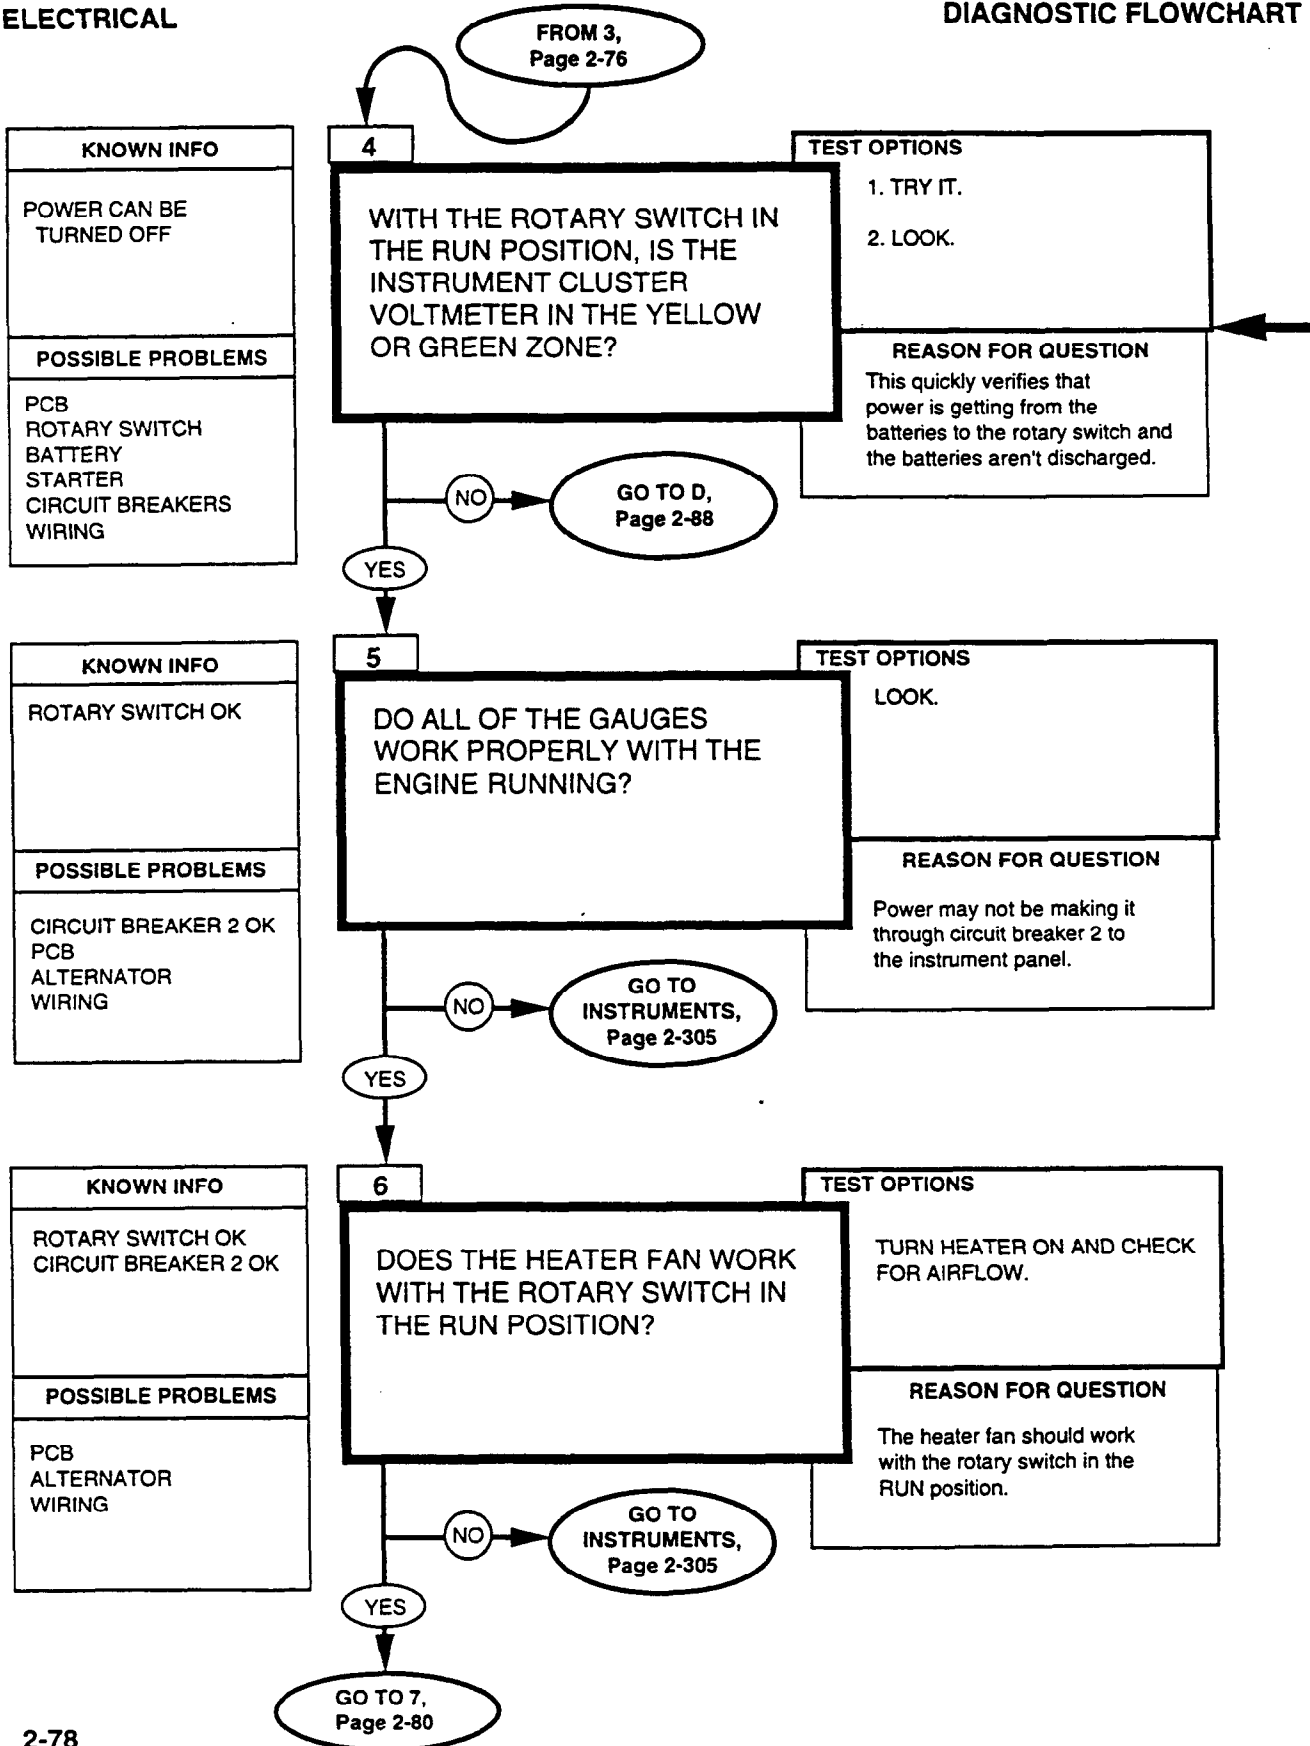 ELECTRICAL
DIAGNOSTIC FLOWCHART
FROM 3,
Page 2-76
KNOWN INFO
POWER CAN BE
TURNED OFF
POSSIBLE PROBLEMS
PCB
ROTARY SWITCH
BATTERY
STARTER
CIRCUIT BREAKERS
WIRING
4
WITH THE ROTARY SWITCH IN
THE RUN POSITION, IS THE
INSTRUMENT CLUSTER
VOLTMETER IN THE YELLOW
OR GREEN ZONE?
TEST OPTIONS
1. TRY IT.
2. LOOK.
REASON FOR QUESTION
This quickly verifies that
power is getting from the
batteries to the rotary switch and
the batteries aren't discharged.
NO
GO TO D,
Page 2-88
YES
KNOWN INFO
ROTARY SWITCH OK
POSSIBLE PROBLEMS
CIRCUIT BREAKER 2 OK
PCB
ALTERNATOR
WIRING
5
DO ALL OF THE GAUGES
WORK PROPERLY WITH THE
ENGINE RUNNING?
TEST OPTIONS
LOOK.
REASON FOR QUESTION
Power may not be making it
through circuit breaker 2 to
the instrument panel.
NO
GO TO
INSTRUMENTS,
Page 2-305
YES
KNOWN INFO
ROTARY SWITCH OK
CIRCUIT BREAKER 2 OK
POSSIBLE PROBLEMS
PCB
ALTERNATOR
WIRING
6
DOES THE HEATER FAN WORK
WITH THE ROTARY SWITCH IN
THE RUN POSITION?
TEST OPTIONS
TURN HEATER ON AND CHECK
FOR AIRFLOW.
REASON FOR QUESTION
The heater fan should work
with the rotary switch in the
RUN position.
NO
GO TO
INSTRUMENTS,
Page 2-305
YES
GO TO 7,
Page 2-80
2-78